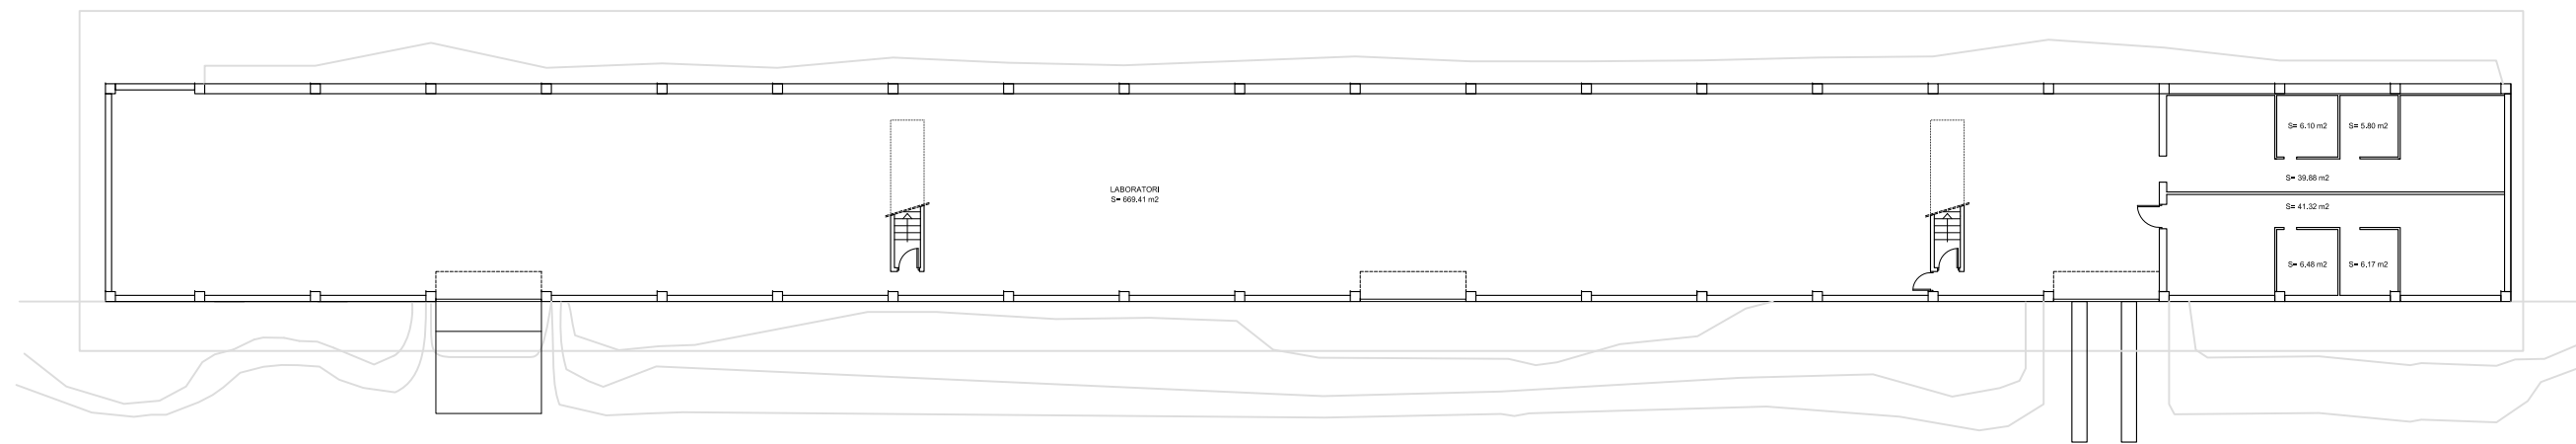 LABORATORI
S= 669.41 m2
S= 6.10 m2
S= 5.80 m2
S= 39.88 m2
S= 41.32 m2
S= 6.48 m2
S= 6.17 m2